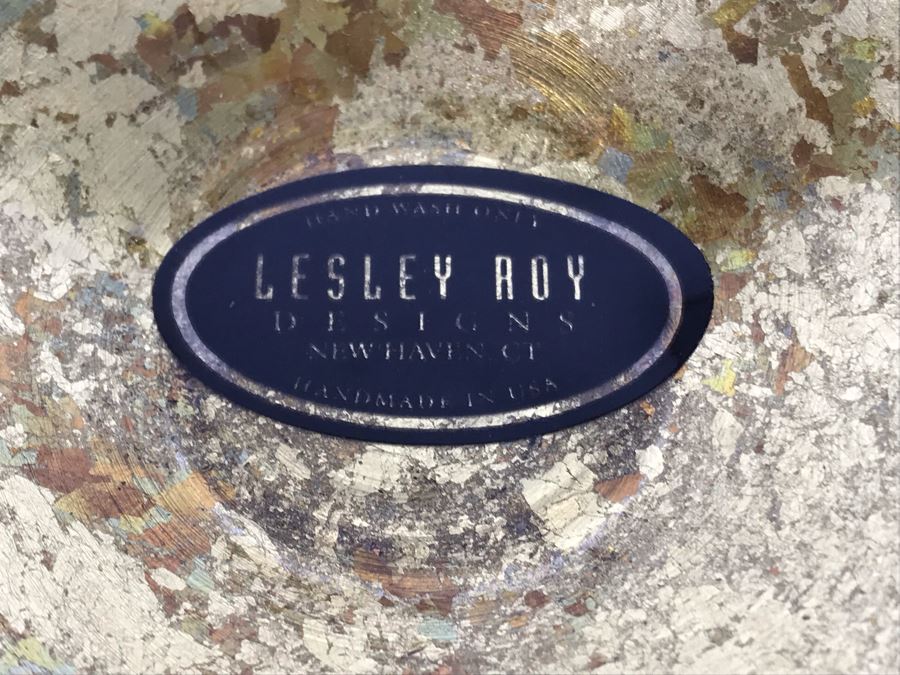 HAND WASH ONLY
LESLEY ROY
DESIGNS
NEW HAVEN, CT
HANDMADE IN USA